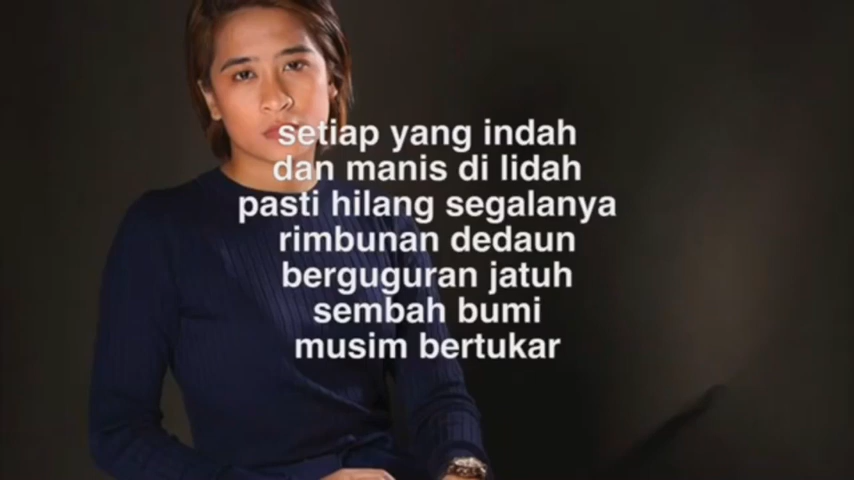 setiap yang indah
dan manis di lidah
pasti hilang segalanya
rimbunan dedaun
berguguran jatuh
sembah bumi
musim bertukar